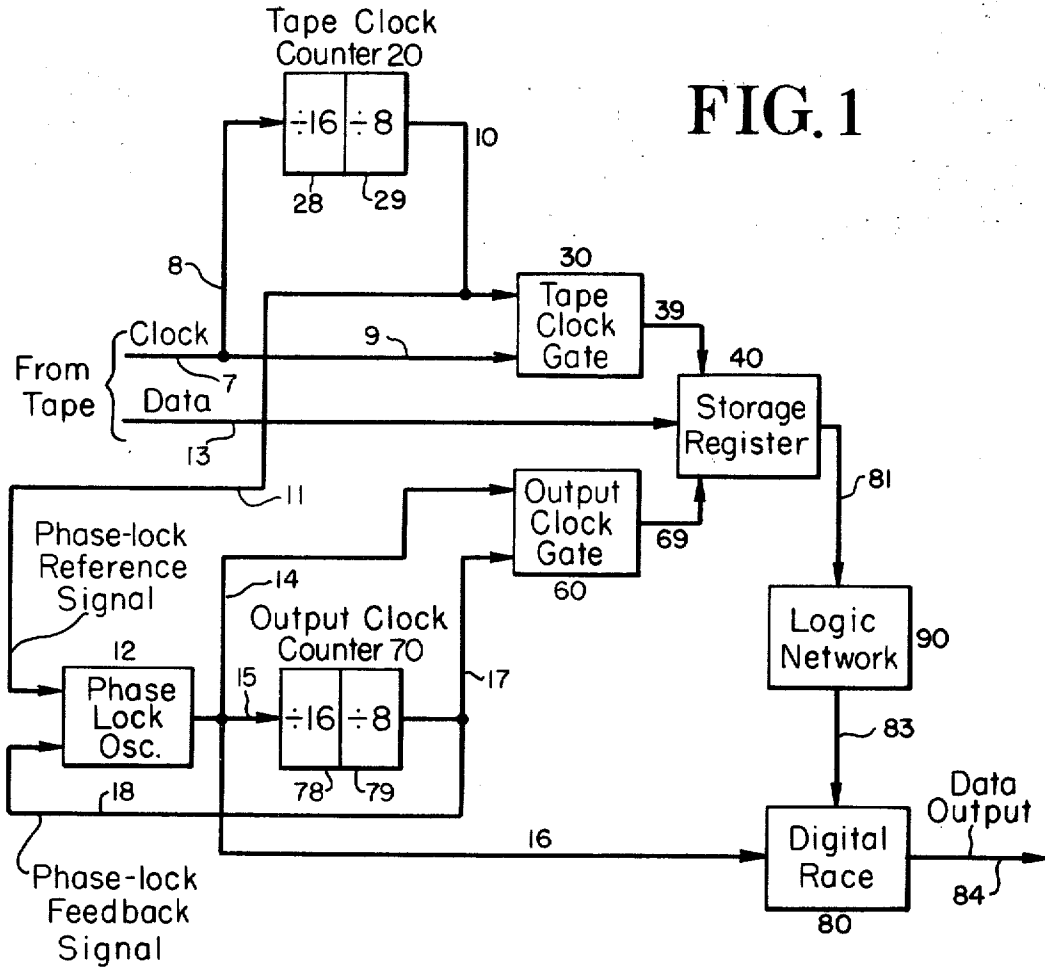 Tape Clock
Counter 20
FIG. 1
÷16 ÷8
10
28 29
8
30
Tape
Clock
Gate
39
Clock
9
7
From
Tape
Data
13
40
Storage
Register
11
81
Phase-lock
Reference
Signal
Output
Clock
Gate
69
60
14
Output Clock
Counter 70
12
Phase
Lock
Osc.
15
÷16 ÷8
17
78 79
18
Logic
Network
90
83
16
Digital
Race
80
Data
Output
84
Phase-lock
Feedback
Signal